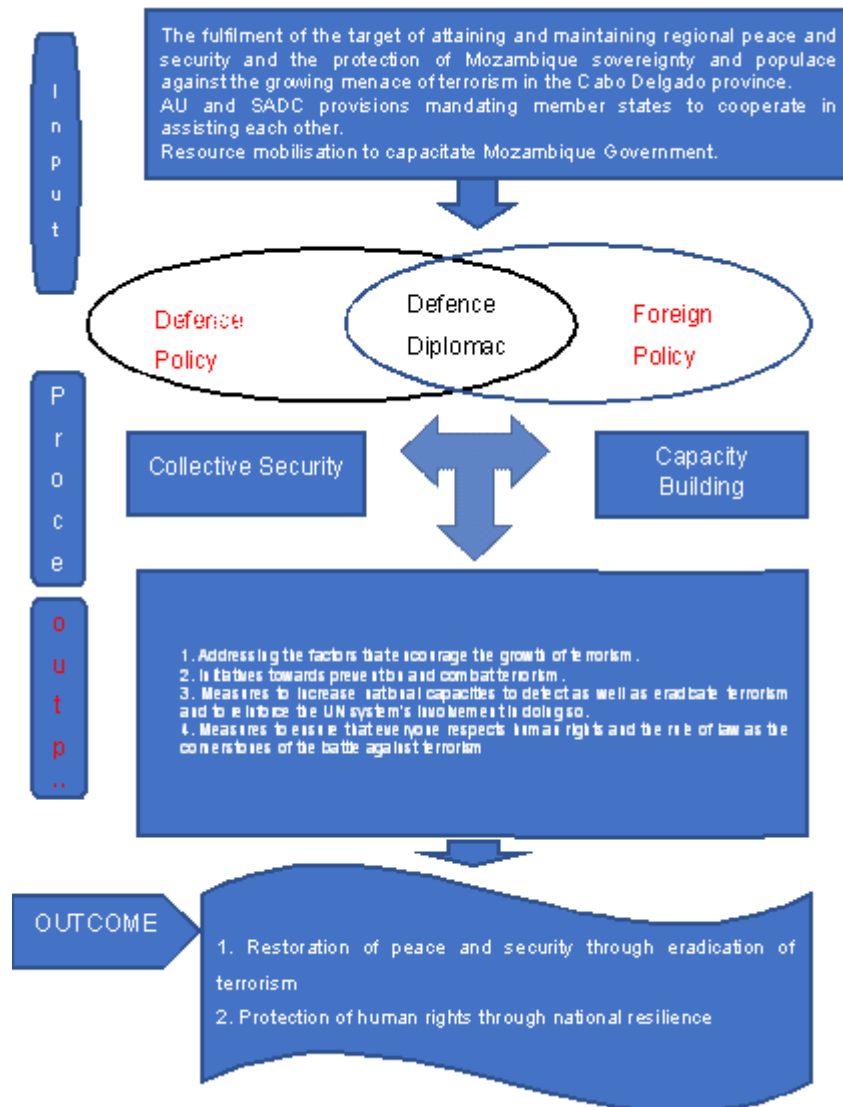 Input
The fulfilment of the target of attaining and maintaining regional peace and
security and the protection of Mozambique sovereignty and populace
against the growing menace of terrorism in the Cabo Delgado province.
AU and SADC provisions mandating member states to cooperate in
assisting each other.
Resource mobilisation to capacitate Mozambique Government.
Defence
Policy
Defence
Diplomac
Foreign
Policy
Proce
Collective Security
Capacity
Building
outp..
1. Addressing the factors that encourage the growth of terrorism.
2. Initiatives towards prevention and combat terrorism.
3. Measures to increase national capacities to detect as well as eradicate terrorism
and to reinforce the UN system's involvement in doing so.
4. Measures to ensure that everyone respects human rights and the rule of law as the
cornerstones of the battle against terrorism
OUTCOME
1. Restoration of peace and security through eradication of
terrorism
2. Protection of human rights through national resilience